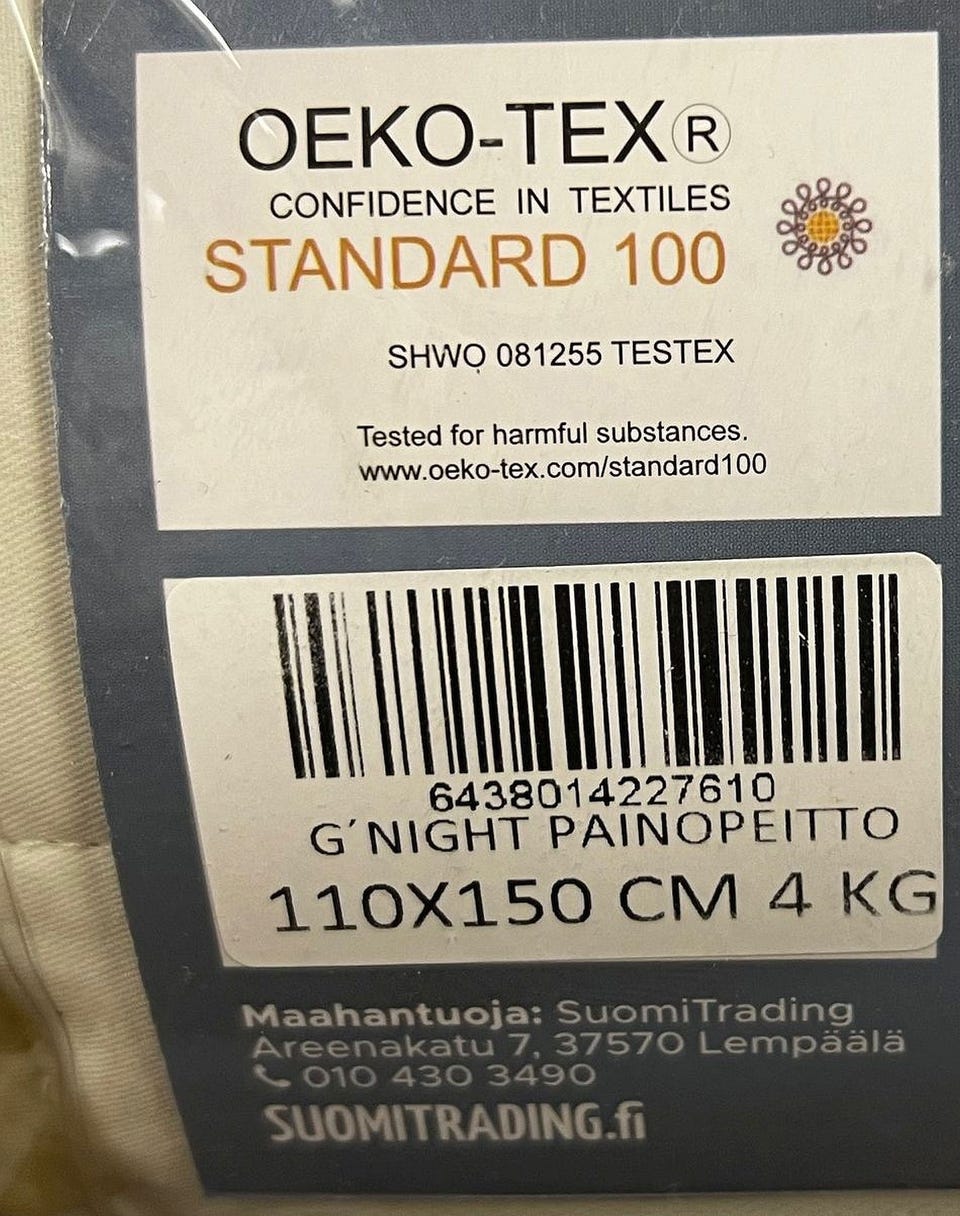 OEKO-TEX®
CONFIDENCE IN TEXTILES
STANDARD 100
SHWO 081255 TESTEX
Tested for harmful substances.
www.oeko-tex.com/standard100
6438014227610
G´NIGHT PAINOPEITTO
110X150 CM 4 KG
Maahantuoja: SuomiTrading
Areenakatu 7, 37570 Lempäälä
010 430 3490
SUOMITRADING.fi